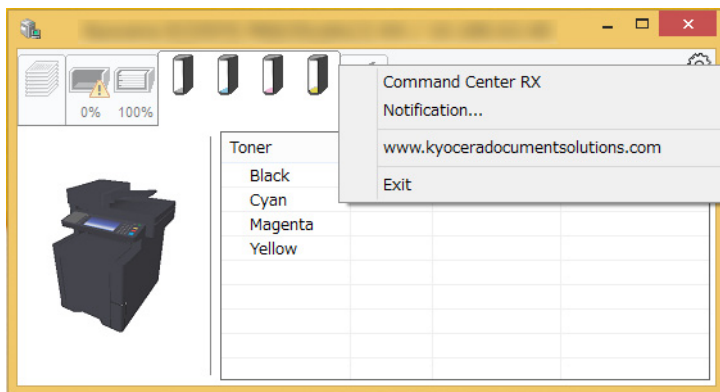 0% 100%
Command Center RX
Notification...
www.kyoceradocumentsolutions.com
Exit
Toner
Black
Cyan
Magenta
Yellow